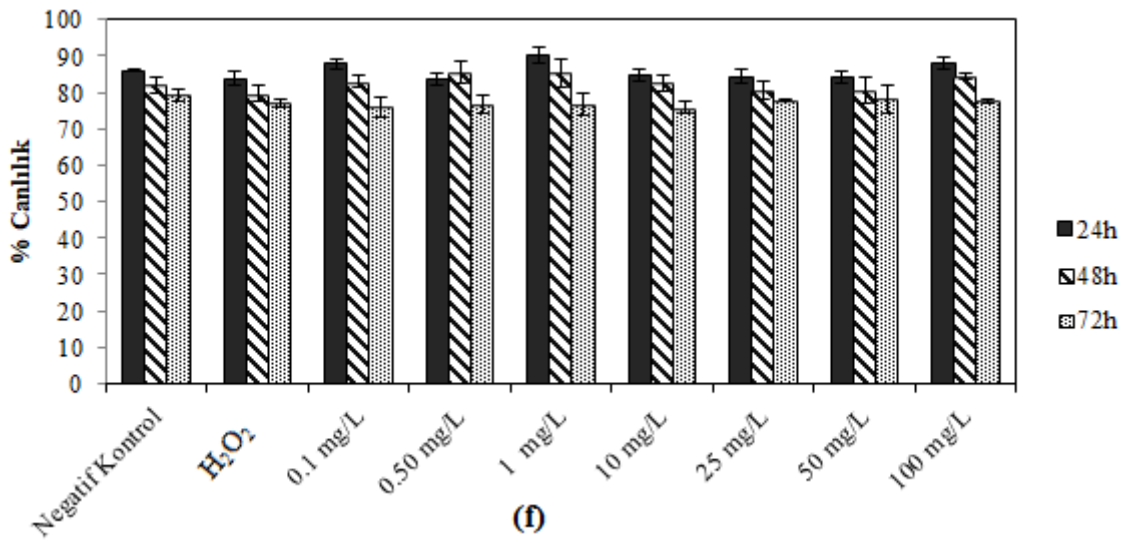 100
90
80
70
60
50
40
30
20
10
0
% Canlılık
Negatif Kontrol
H₂O₂
0.1 mg/L
0.50 mg/L
1 mg/L
10 mg/L
25 mg/L
50 mg/L
100 mg/L
24h
48h
72h
(f)